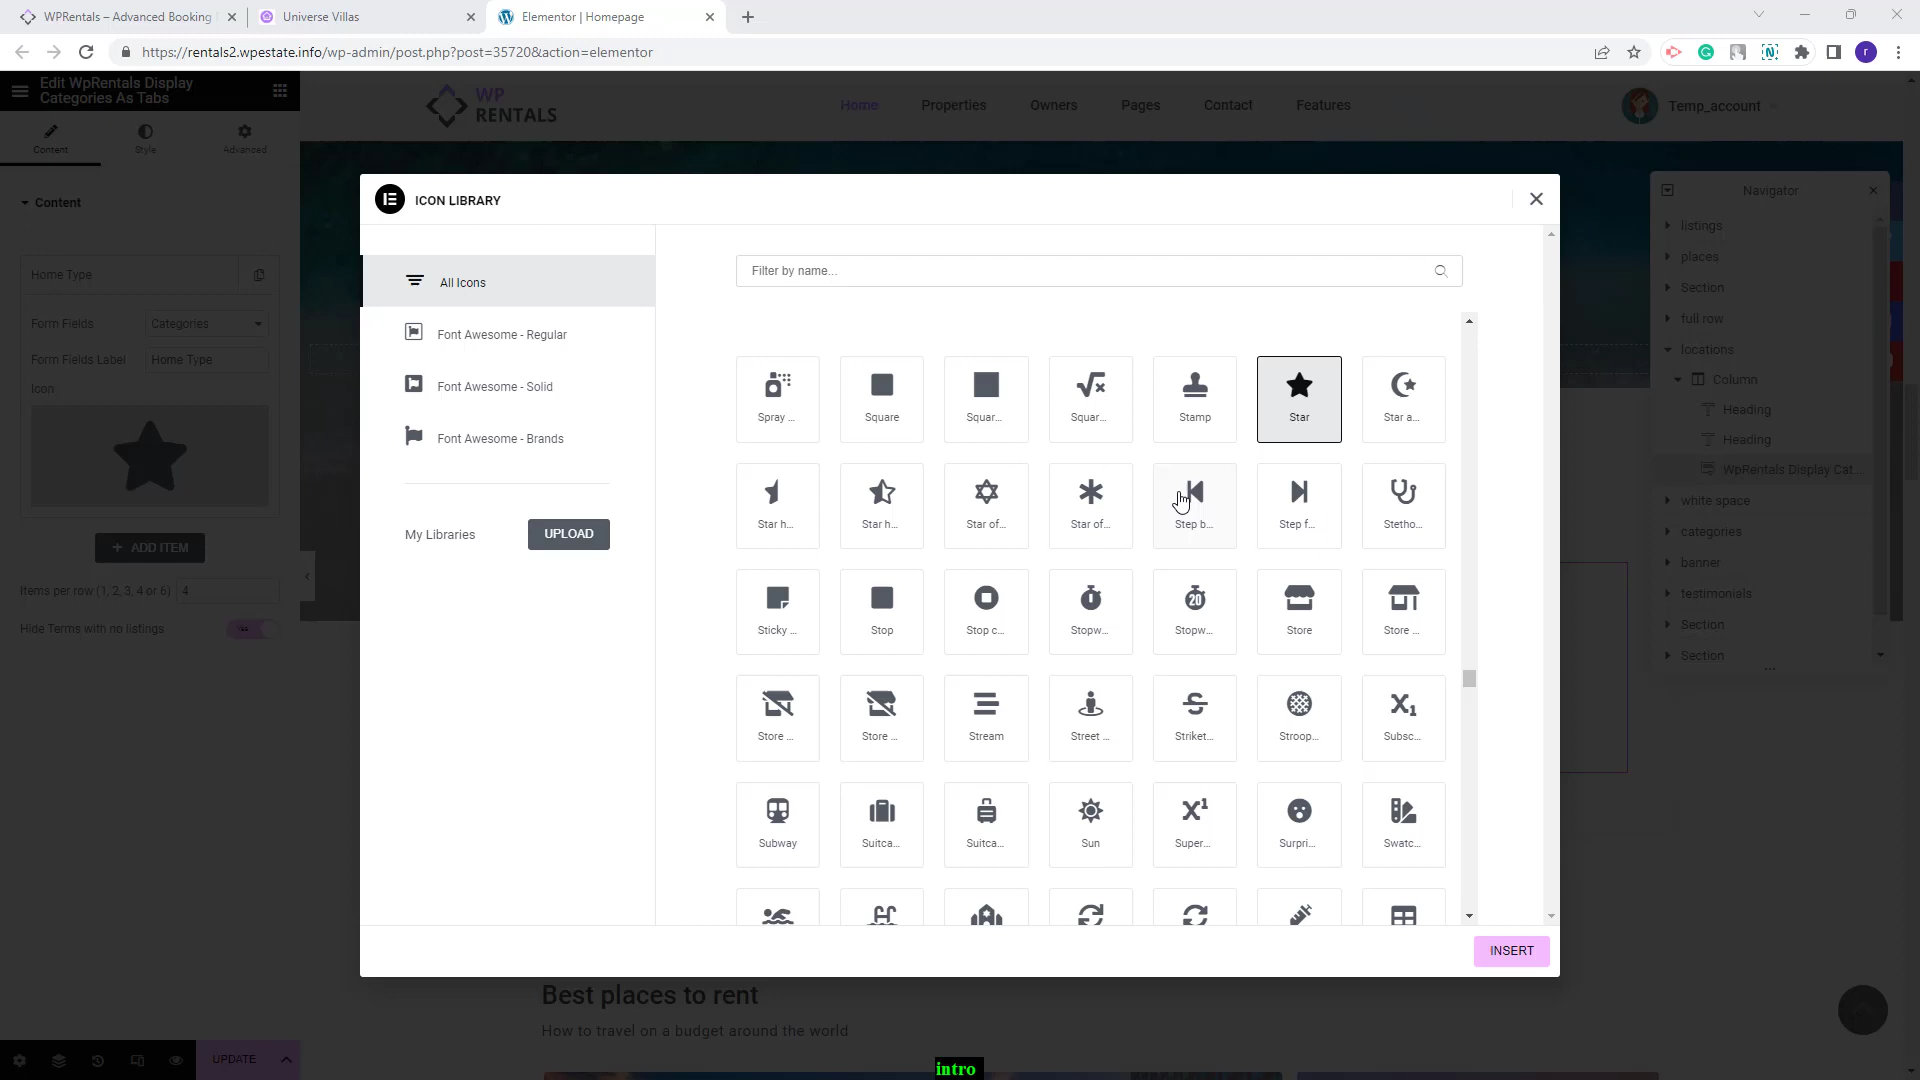 WPRentals – Advanced Booking
Universe Villas
Elementor | Homepage
https://rentals2.wpestate.info/wp-admin/post.php?post=35720&action=elementor
Edit WpRentals Display
Categories As Tabs
Content
Style
Advanced
Content
Home Type
Form Fields
Categories
Form Fields Label
Home Type
Icon
ADD ITEM
Items per row (1, 2, 3, 4 or 6)
4
Hide Terms with no listings
UPDATE
WP
RENTALS
Home
Properties
Owners
Pages
Contact
Features
Temp_account
ICON LIBRARY
All Icons
Font Awesome - Regular
Font Awesome - Solid
Font Awesome - Brands
My Libraries
UPLOAD
Filter by name...
Spray ...
Square
Squar...
Squar...
Stamp
Star
Star a...
Star h...
Star h...
Star of...
Star of...
Step b...
Step f...
Stetho...
Sticky ...
Stop
Stop c...
Stopw...
20
Stopw...
Store
Store ...
Store ...
Store ...
Stream
Street ...
Striket...
Stroop...
Subsc...
Subway
Suitca...
Suitca...
Sun
Super...
Surpri...
Swatc...
INSERT
Navigator
listings
places
Section
full row
locations
Column
Heading
Heading
WpRentals Display Cat...
white space
categories
banner
testimonials
Section
Section
Best places to rent
How to travel on a budget around the world
intro